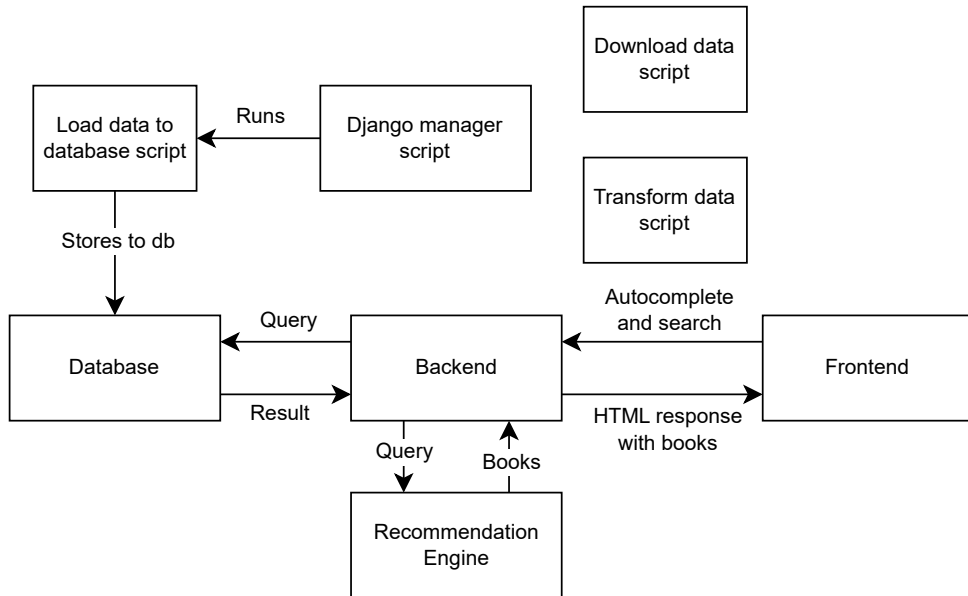 Download data
script
Load data to
database script
Runs
Django manager
script
Transform data
script
Stores to db
Autocomplete
and search
Query
Database
Backend
Frontend
Result
HTML response
with books
Query
Books
Recommendation
Engine